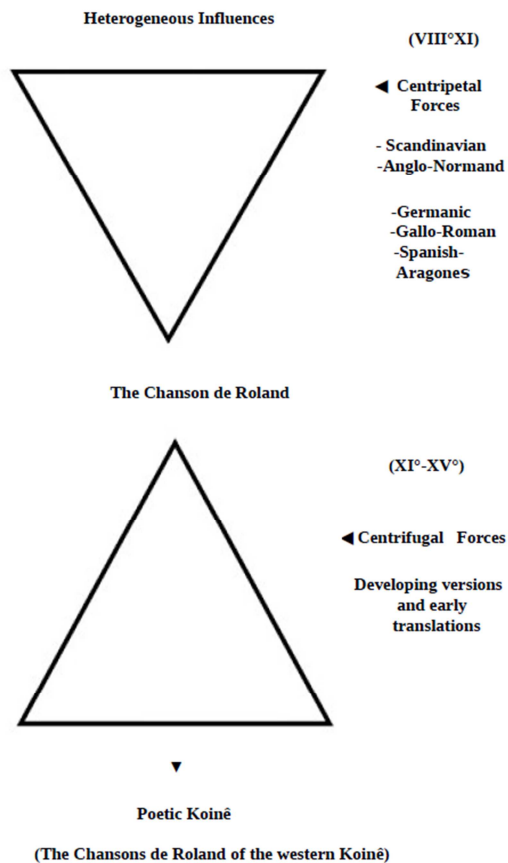 Heterogeneous Influences
(VIII°XI)
◄ Centripetal
Forces
- Scandinavian
-Anglo-Normand
-Germanic
-Gallo-Roman
-Spanish-
Aragones
The Chanson de Roland
(XI°-XV°)
◄ Centrifugal Forces
Developing versions
and early
translations
▼
Poetic Koinê
(The Chansons de Roland of the western Koinê)